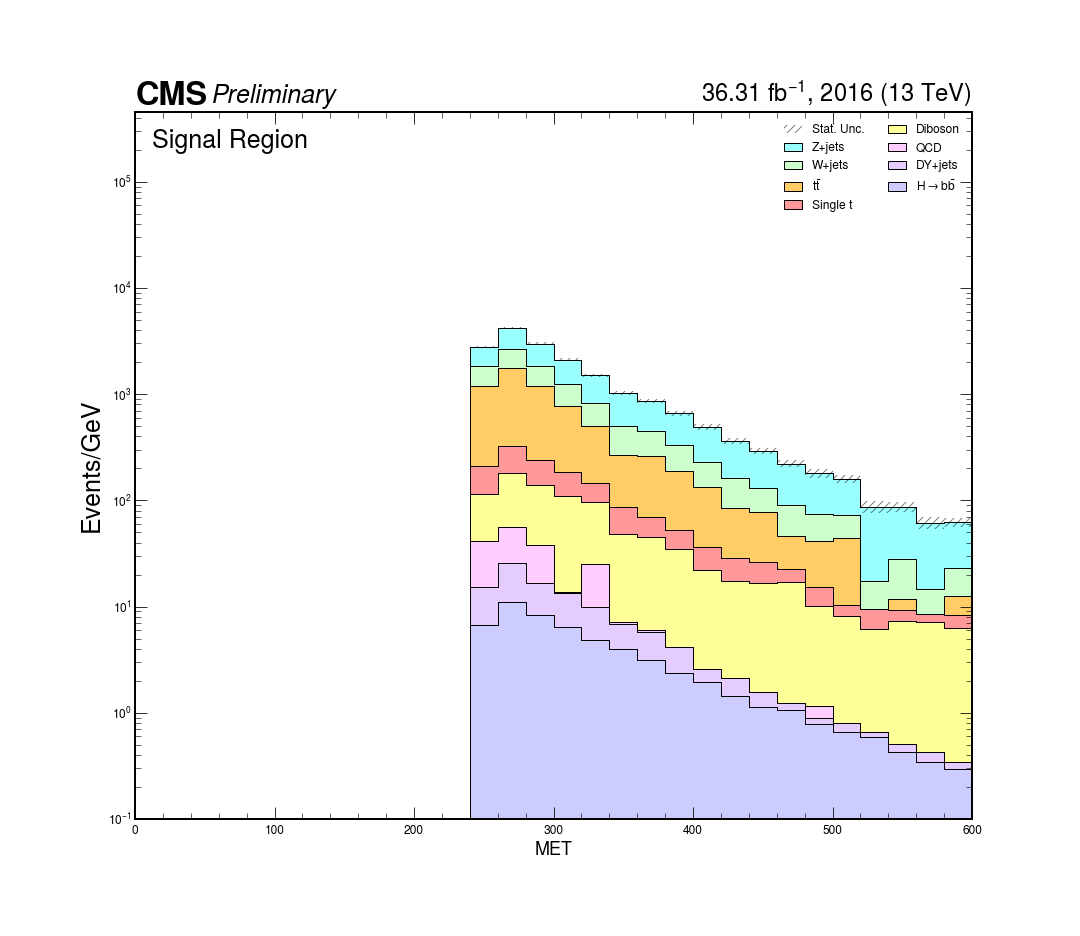 CMS Preliminary
36.31 fb⁻¹, 2016 (13 TeV)
Signal Region
Stat. Unc.
Z+jets
W+jets
tt̄
Single t
Diboson
QCD
DY+jets
H→bb̄
Events/GeV
10⁵
10⁴
10³
10²
10¹
10⁰
10⁻¹
0 100 200 300 400 500 600
MET